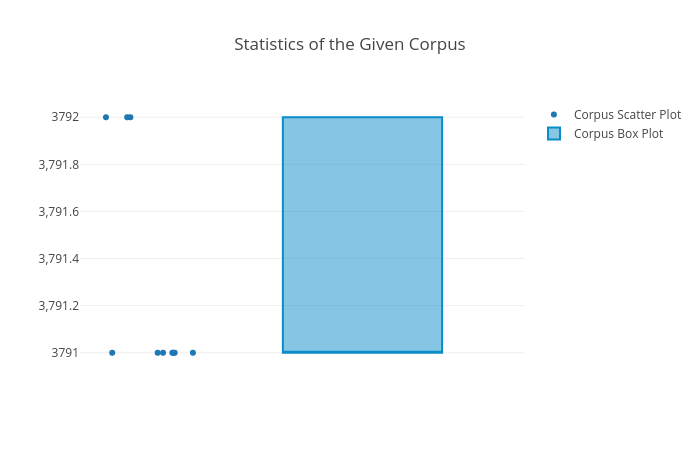 Statistics of the Given Corpus
3792
3,791.8
3,791.6
3,791.4
3,791.2
3791
Corpus Scatter Plot
Corpus Box Plot